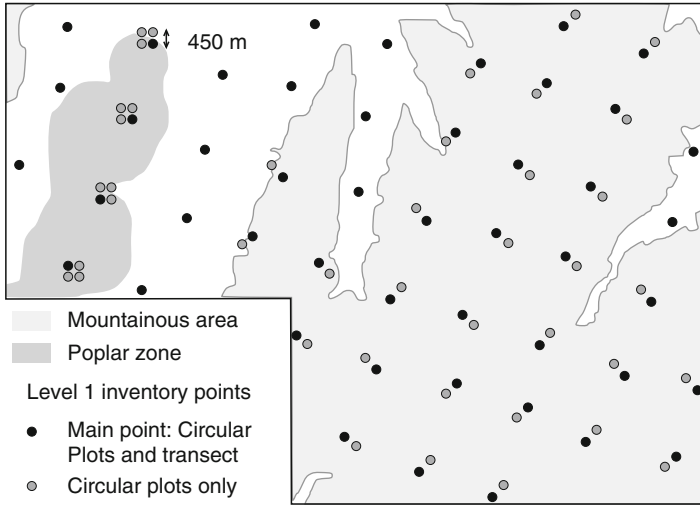 450 m
Mountainous area
Poplar zone
Level 1 inventory points
Main point: Circular
Plots and transect
Circular plots only